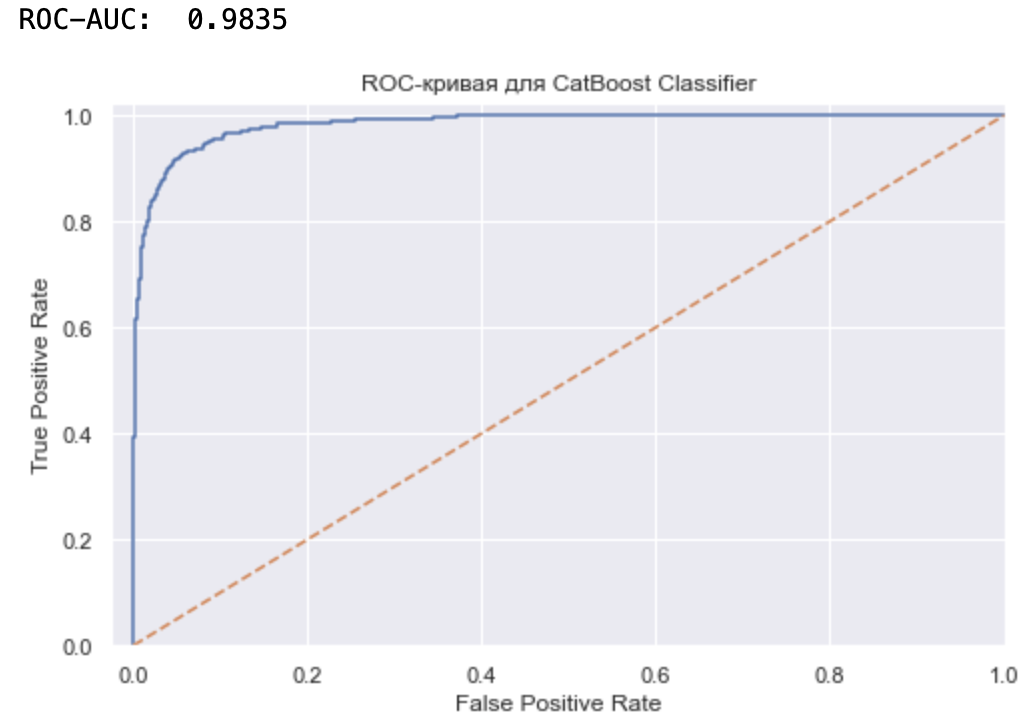 ROC-AUC:  0.9835
ROC-кривая для CatBoost Classifier
True Positive Rate
1.0
0.8
0.6
0.4
0.2
0.0
0.0 0.2 0.4 0.6 0.8 1.0
False Positive Rate